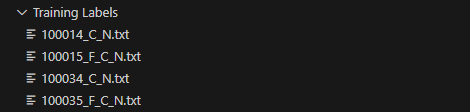 Training Labels
100014_C_N.txt
100015_F_C_N.txt
100034_C_N.txt
100035_F_C_N.txt